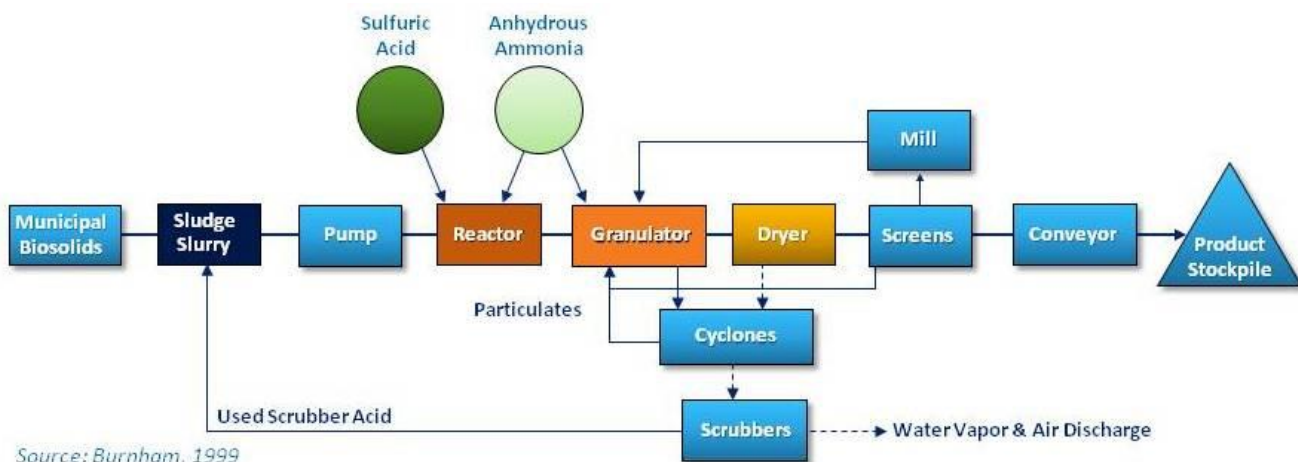 Sulfuric
Acid
Anhydrous
Ammonia
Mill
Municipal
Biosolids
Sludge
Slurry
Pump
Reactor
Granulator
Dryer
Screens
Conveyor
Product
Stockpile
Particulates
Cyclones
Used Scrubber Acid
Scrubbers
Water Vapor & Air Discharge
Source: Burnham, 1999